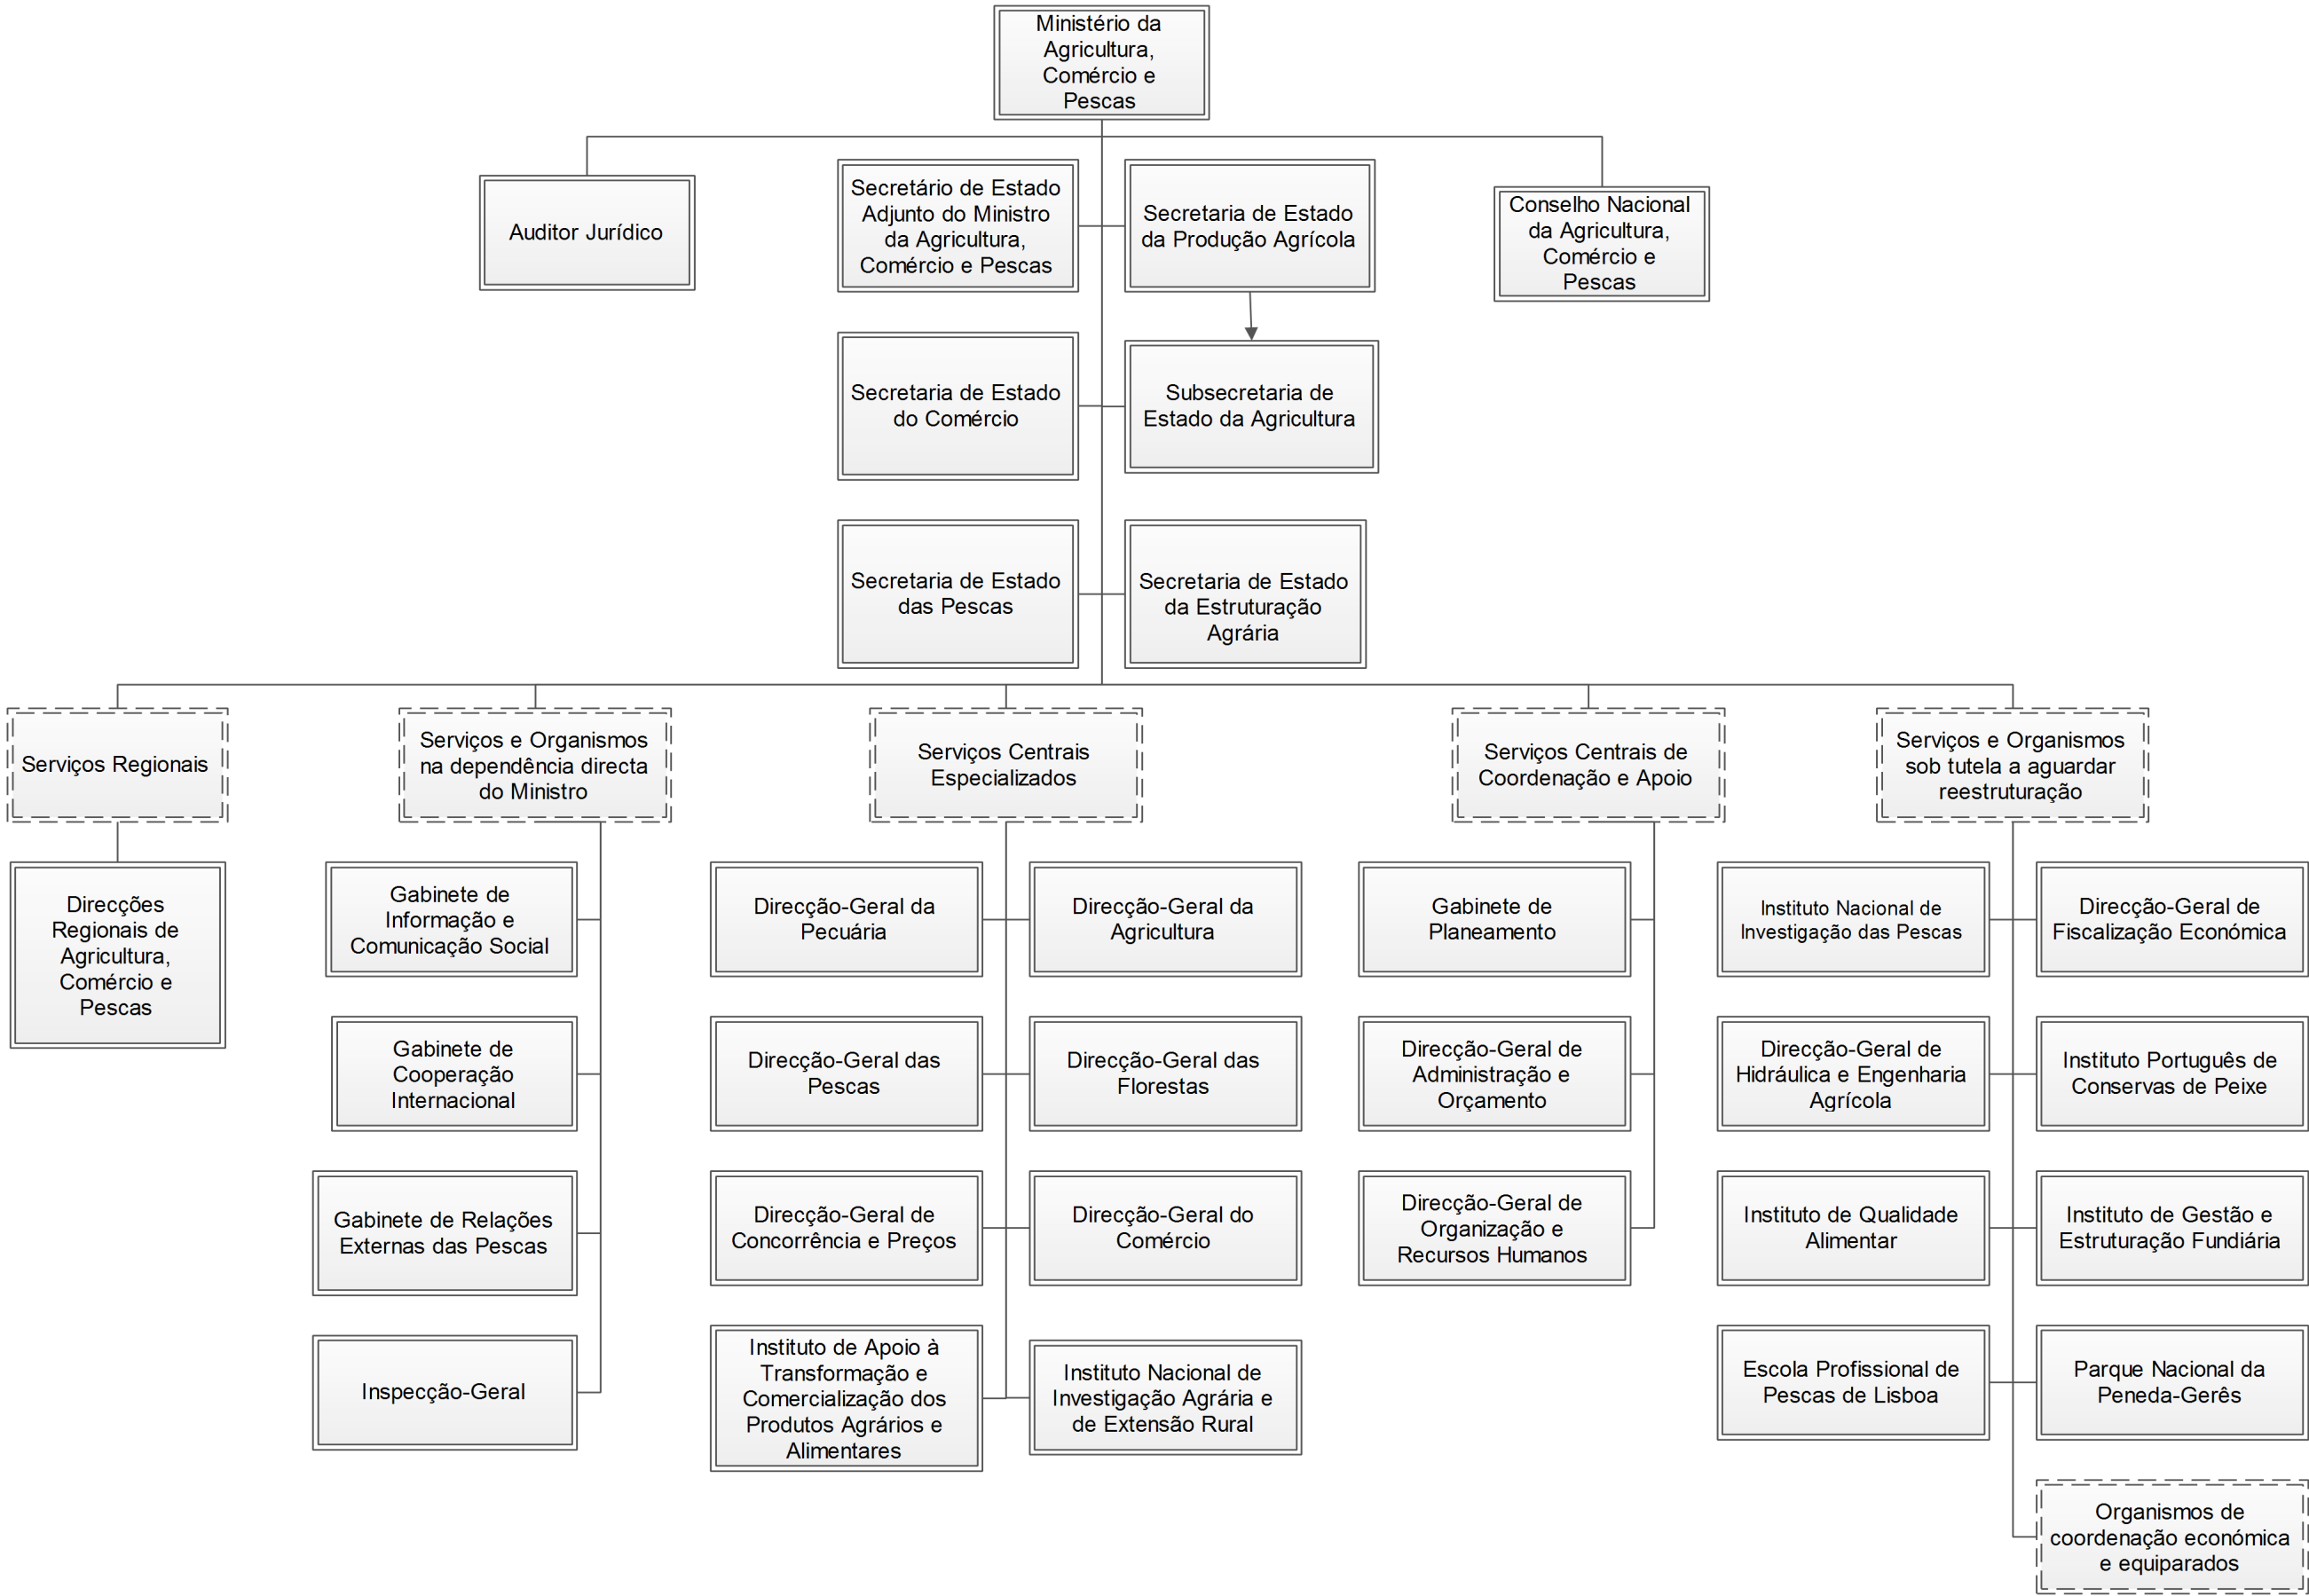 Ministério da
Agricultura,
Comércio e
Pescas
Auditor Jurídico
Secretário de Estado
Adjunto do Ministro
da Agricultura,
Comércio e Pescas
Secretaria de Estado
da Produção Agrícola
Conselho Nacional
da Agricultura,
Comércio e
Pescas
Secretaria de Estado
do Comércio
Subsecretaria de
Estado da Agricultura
Secretaria de Estado
das Pescas
Secretaria de Estado
da Estruturação
Agrária
Serviços Regionais
Serviços e Organismos
na dependência directa
do Ministro
Serviços Centrais
Especializados
Serviços Centrais de
Coordenação e Apoio
Serviços e Organismos
sob tutela a aguardar
reestruturação
Direcções
Regionais de
Agricultura,
Comércio e
Pescas
Gabinete de
Informação e
Comunicação Social
Gabinete de
Cooperação
Internacional
Gabinete de Relações
Externas das Pescas
Inspecção-Geral
Direcção-Geral da
Pecuária
Direcção-Geral da
Agricultura
Direcção-Geral das
Pescas
Direcção-Geral das
Florestas
Direcção-Geral de
Concorrência e Preços
Direcção-Geral do
Comércio
Instituto de Apoio à
Transformação e
Comercialização dos
Produtos Agrários e
Alimentares
Instituto Nacional de
Investigação Agrária e
de Extensão Rural
Gabinete de
Planeamento
Direcção-Geral de
Administração e
Orçamento
Direcção-Geral de
Organização e
Recursos Humanos
Instituto Nacional de
Investigação das Pescas
Direcção-Geral de
Fiscalização Económica
Direcção-Geral de
Hidráulica e Engenharia
Agrícola
Instituto Português de
Conservas de Peixe
Instituto de Qualidade
Alimentar
Instituto de Gestão e
Estruturação Fundiária
Escola Profissional de
Pescas de Lisboa
Parque Nacional da
Peneda-Gerês
Organismos de
coordenação económica
e equiparados